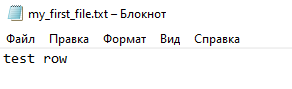 my_first_file.txt – Блокнот
Файл Правка Формат Вид Справка
test row